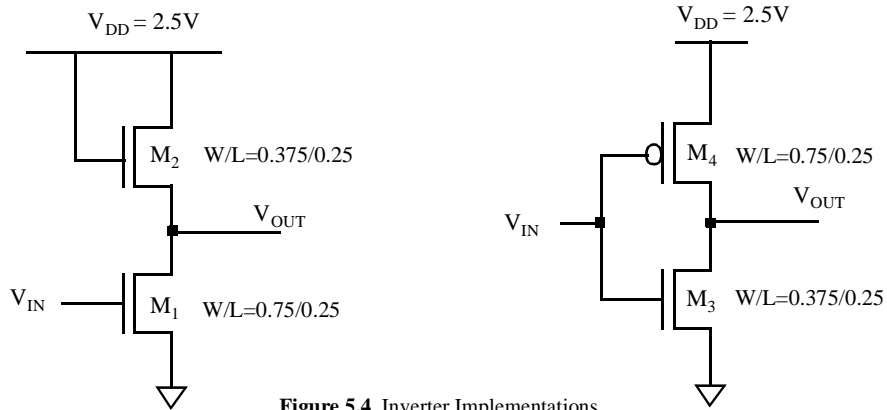 V_DD = 2.5V
M_2 W/L=0.375/0.25
V_OUT
V_IN
M_1 W/L=0.75/0.25
V_DD = 2.5V
M_4 W/L=0.75/0.25
V_OUT
V_IN
M_3 W/L=0.375/0.25
Figure 5.4 Inverter Implementations